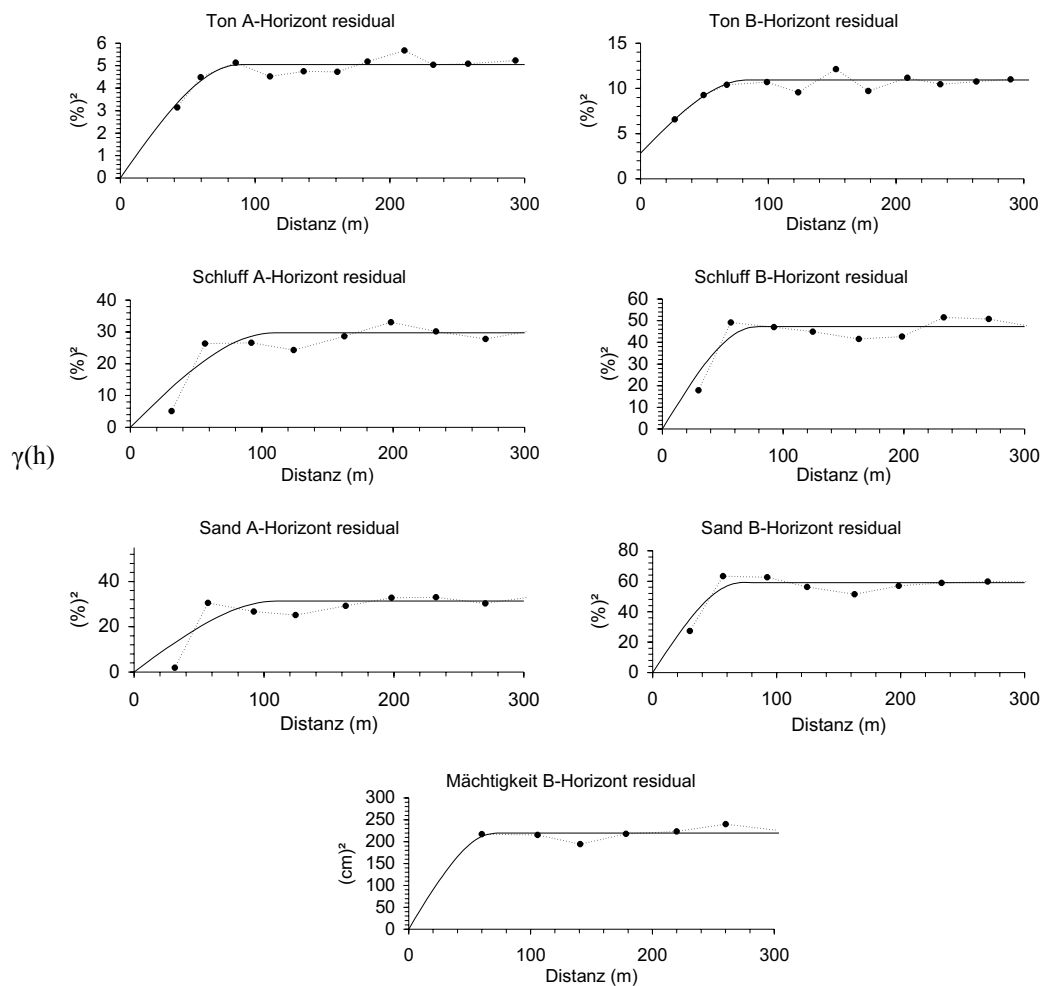 Ton A-Horizont residual
6
5
4
3
2
1
0
(%)²
0 100 200 300
Distanz (m)
Ton B-Horizont residual
15
10
5
0
(%)²
0 100 200 300
Distanz (m)
Schluff A-Horizont residual
40
30
20
10
0
(%)²
0 100 200 300
Distanz (m)
Schluff B-Horizont residual
60
50
40
30
20
10
0
(%)²
0 100 200 300
Distanz (m)
γ(h)
Sand A-Horizont residual
40
20
0
(%)²
0 100 200 300
Distanz (m)
Sand B-Horizont residual
80
60
40
20
0
(%)²
0 100 200 300
Distanz (m)
Mächtigkeit B-Horizont residual
300
250
200
150
100
50
0
(cm)²
0 100 200 300
Distanz (m)